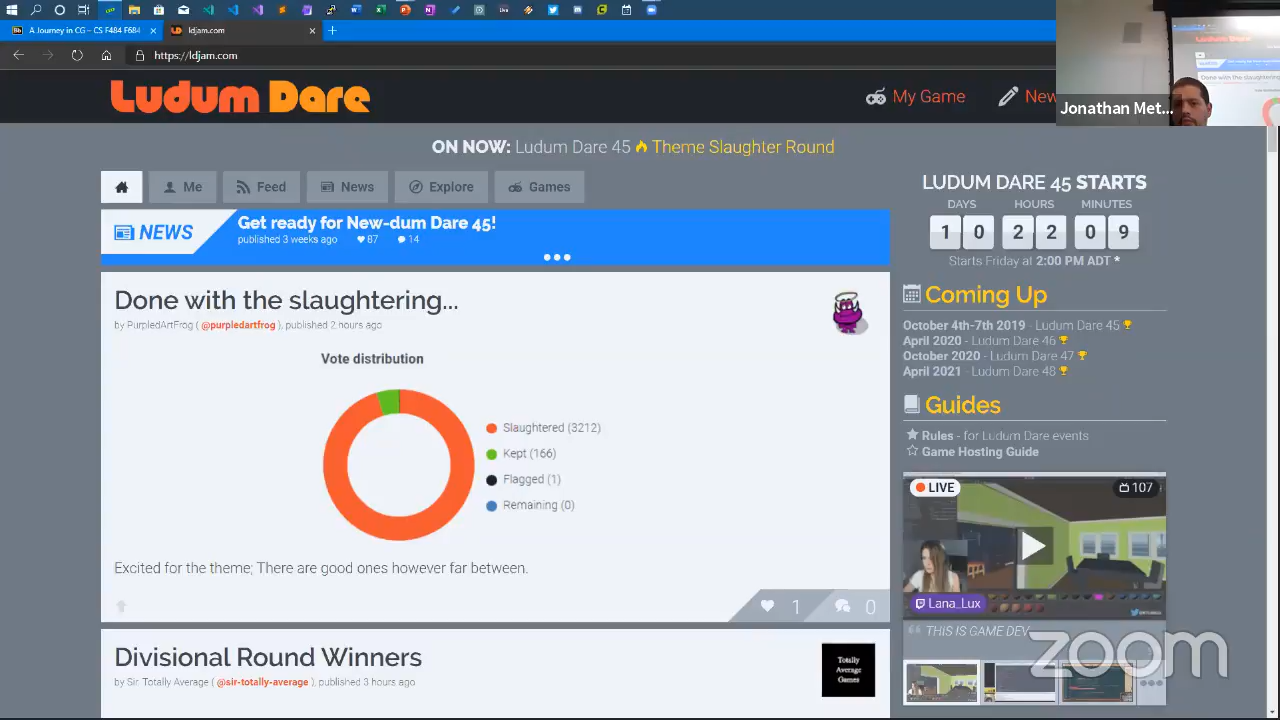 A Journey in CG – CS F484 F684
ldjam.com
https://ldjam.com
Ludum Dare
My Game
New
Jonathan Met...
ON NOW: Ludum Dare 45 Theme Slaughter Round
Me
Feed
News
Explore
Games
NEWS
Get ready for New-dum Dare 45!
published 3 weeks ago 87 14
LUDUM DARE 45 STARTS
DAYS HOURS MINUTES
1 0 2 2 0 9
Starts Friday at 2:00 PM ADT *
Done with the slaughtering...
by PurpledArtFrog ( @purpledartfrog ), published 2 hours ago
Vote distribution
Slaughtered (3212)
Kept (166)
Flagged (1)
Remaining (0)
Excited for the theme; There are good ones however far between.
1 0
Coming Up
October 4th-7th 2019 - Ludum Dare 45
April 2020 - Ludum Dare 46
October 2020 - Ludum Dare 47
April 2021 - Ludum Dare 48
Guides
Rules - for Ludum Dare events
Game Hosting Guide
LIVE
107
Lana_Lux
THIS IS GAME DEV
zoom
Divisional Round Winners
by Sir Totally Average ( @sir-totally-average ), published 3 hours ago
Totally
Average
Games